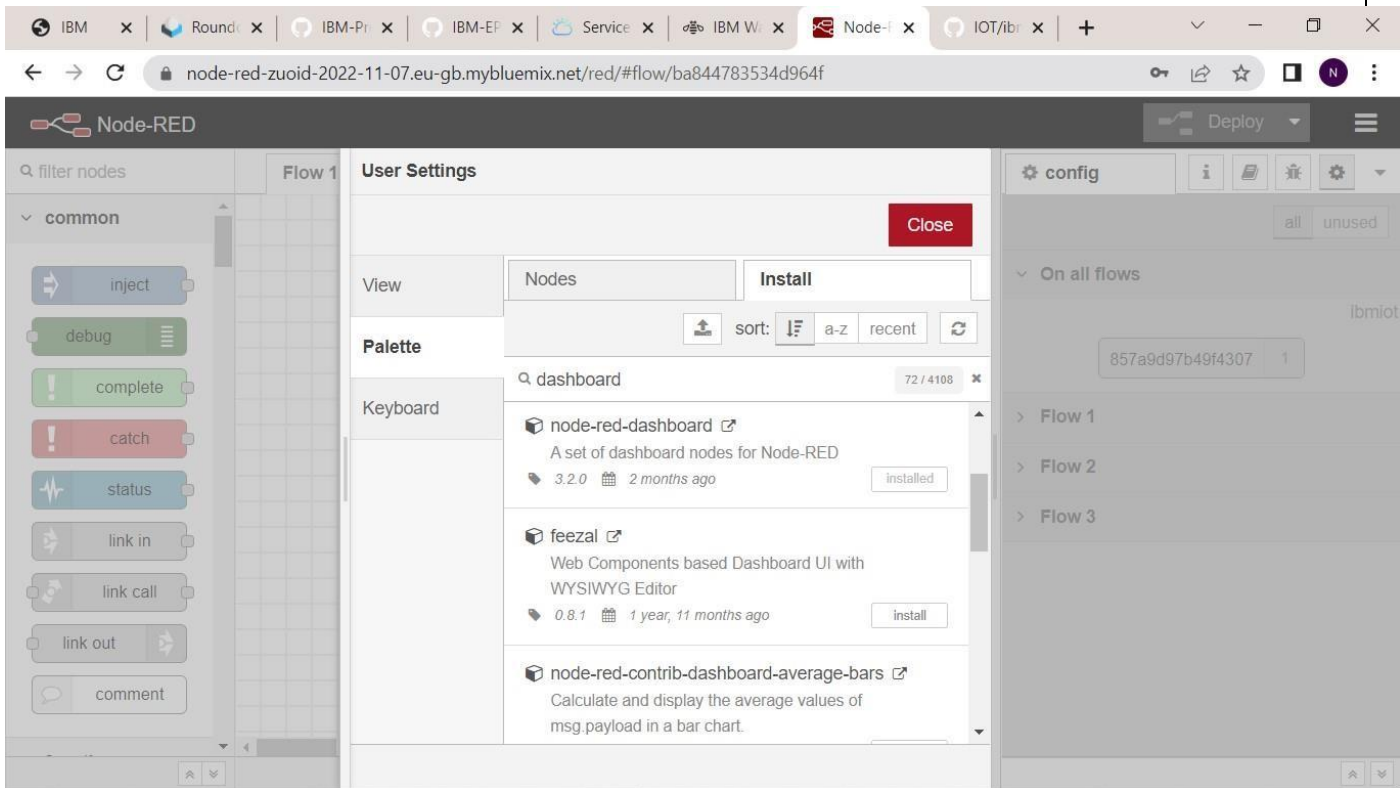 IBM
Round
IBM-Pr
IBM-EP
Service
IBM W
Node-
IOT/ibr
node-red-zuoid-2022-11-07.eu-gb.mybluemix.net/red/#flow/ba844783534d964f
N
Node-RED
Deploy
filter nodes
Flow 1
User Settings
config
common
Close
all
unused
inject
View
Nodes
Install
On all flows
ibmiot
debug
Palette
sort:
a-z
recent
857a9d97b49f4307
1
complete
dashboard
72 / 4108
Keyboard
catch
node-red-dashboard
A set of dashboard nodes for Node-RED
3.2.0
2 months ago
installed
Flow 1
Flow 2
Flow 3
status
link in
feezal
Web Components based Dashboard UI with
WYSIWYG Editor
0.8.1
1 year, 11 months ago
install
link call
link out
node-red-contrib-dashboard-average-bars
Calculate and display the average values of
msg.payload in a bar chart.
comment